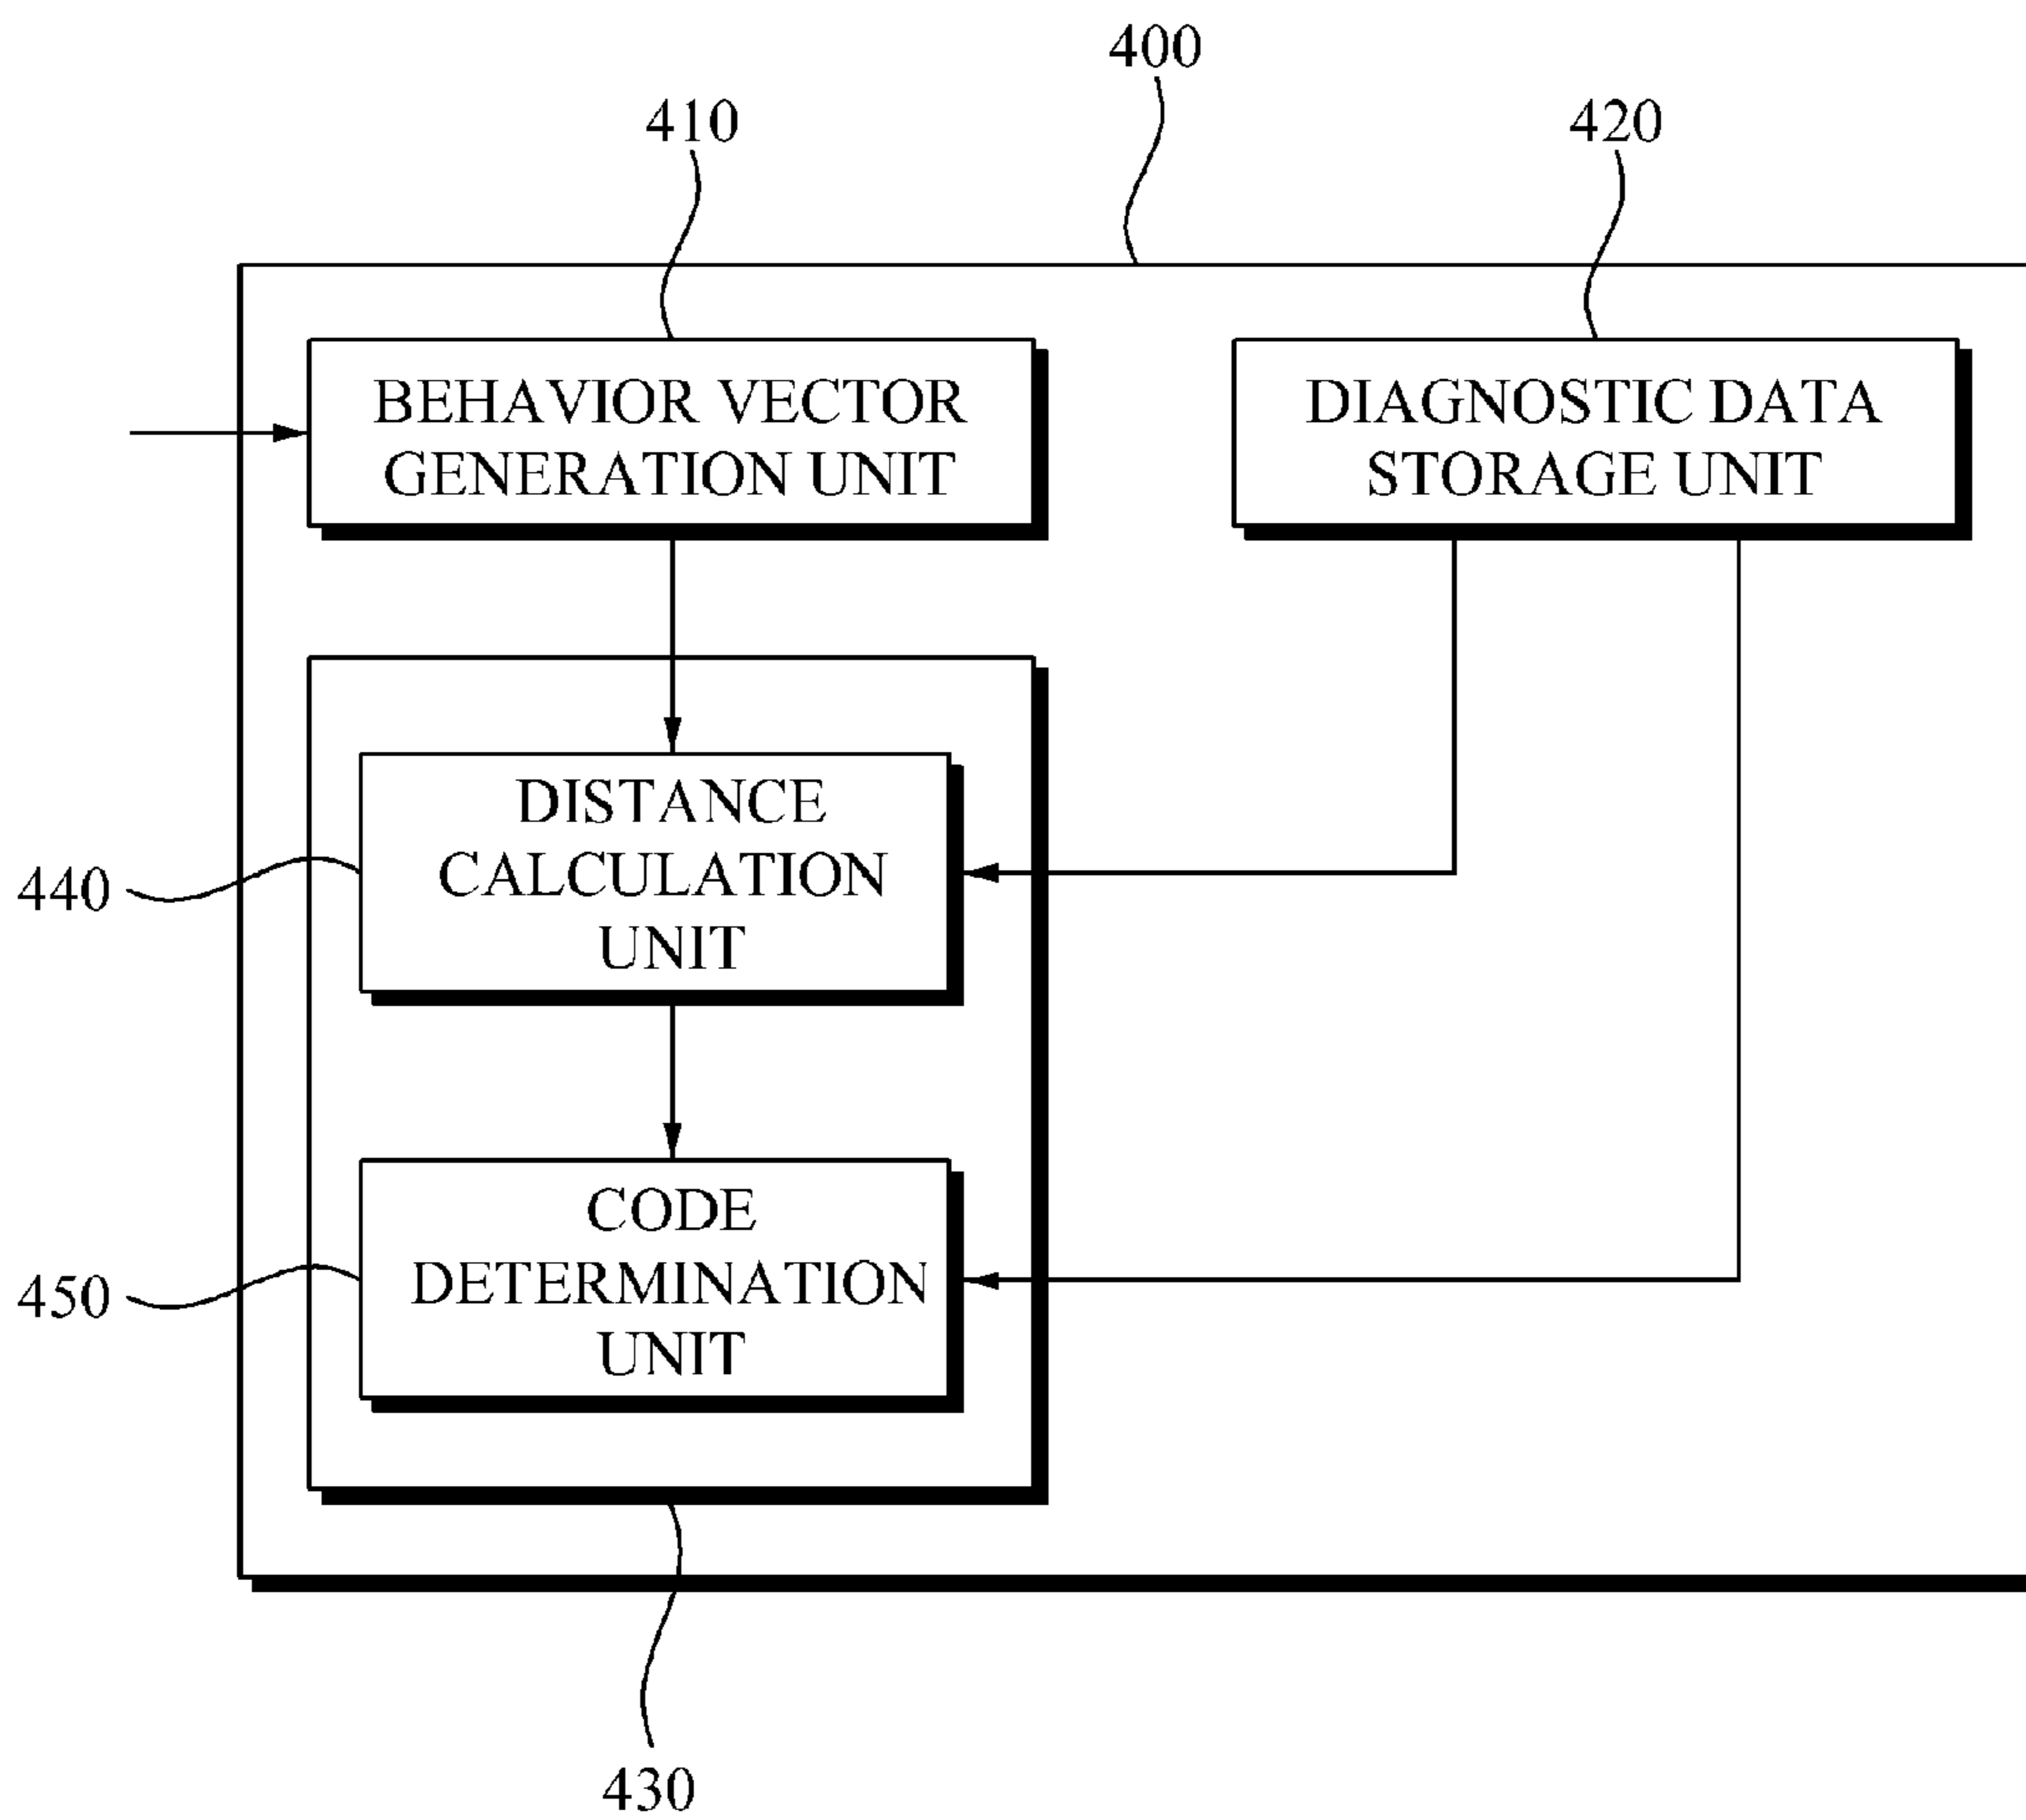 400
410
420
BEHAVIOR VECTOR
GENERATION UNIT
DIAGNOSTIC DATA
STORAGE UNIT
DISTANCE
CALCULATION
UNIT
440
CODE
DETERMINATION
UNIT
450
430